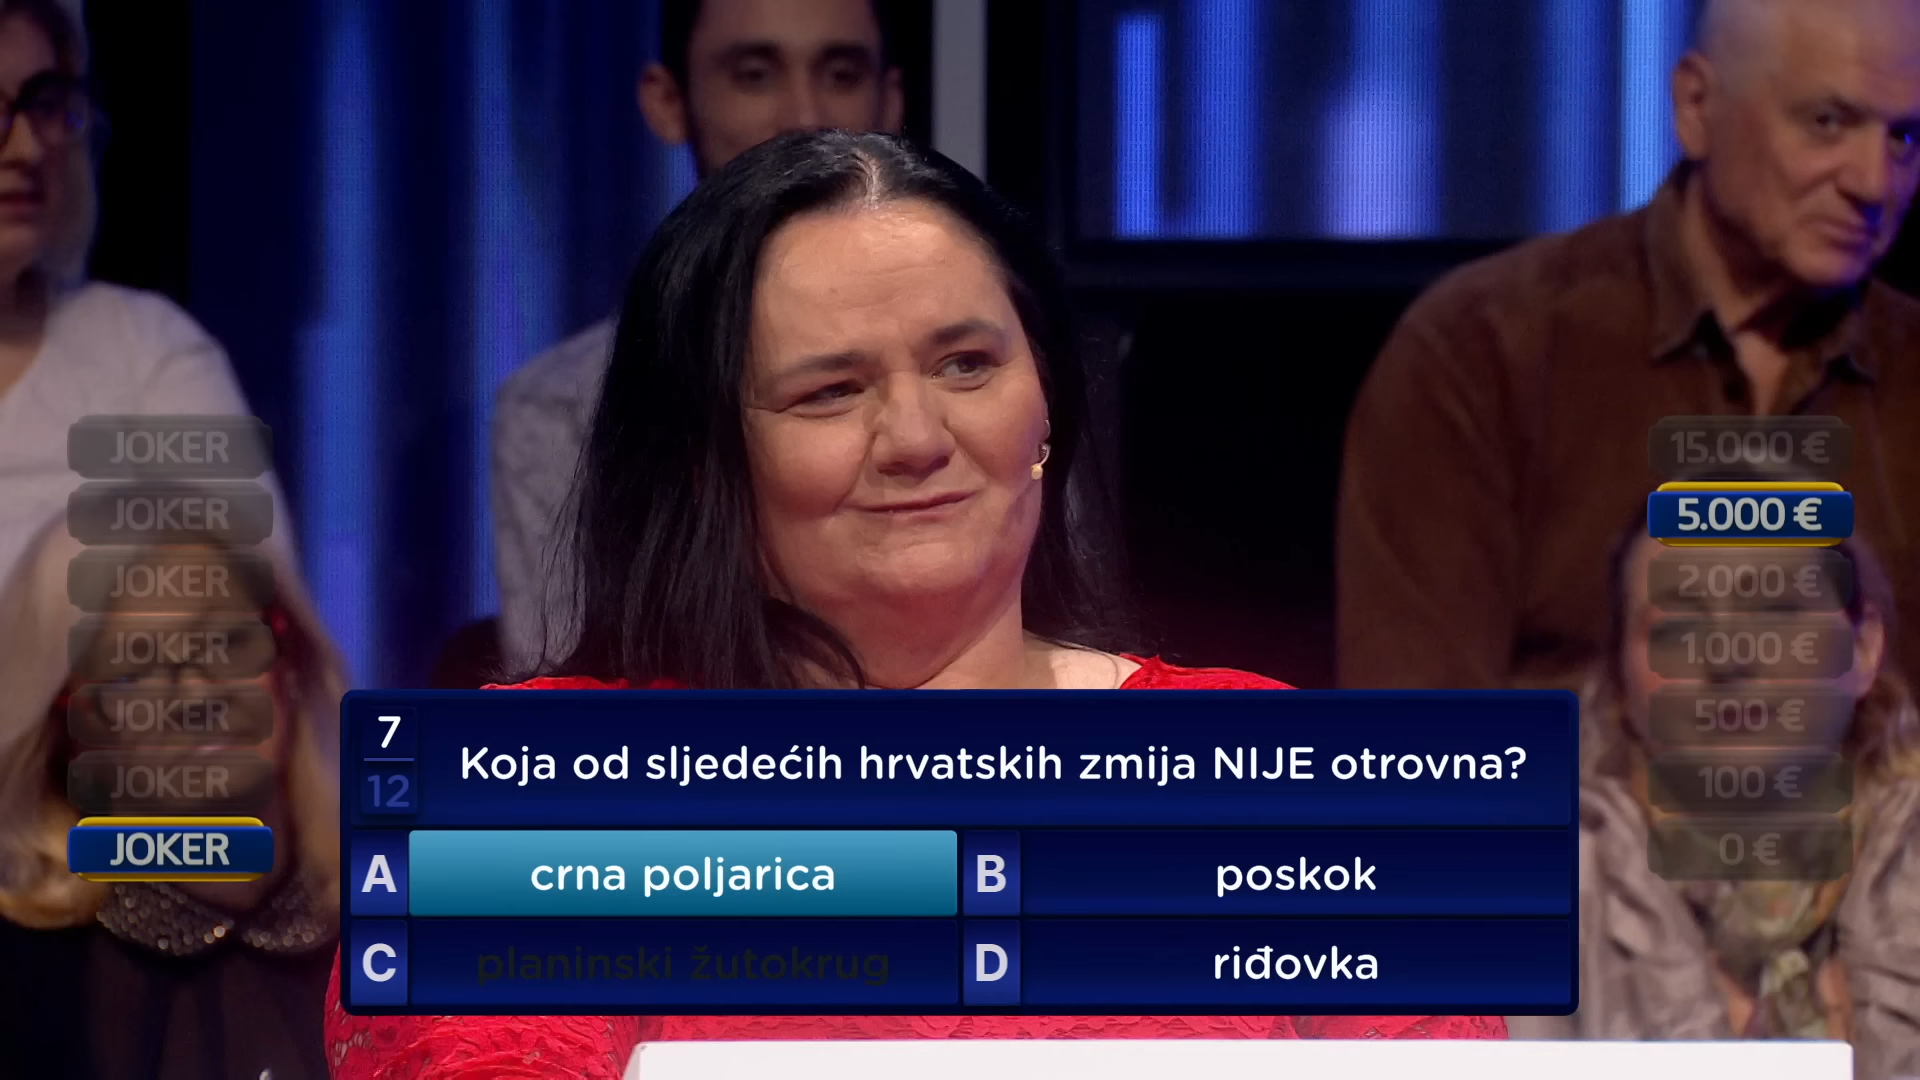 JOKER
JOKER
JOKER
JOKER
JOKER
JOKER
JOKER
15.000 €
5.000 €
2.000 €
1.000 €
500 €
100 €
0 €
7
12
Koja od sljedećih hrvatskih zmija NIJE otrovna?
A crna poljarica
B poskok
C planinski žutokrug
D riđovka